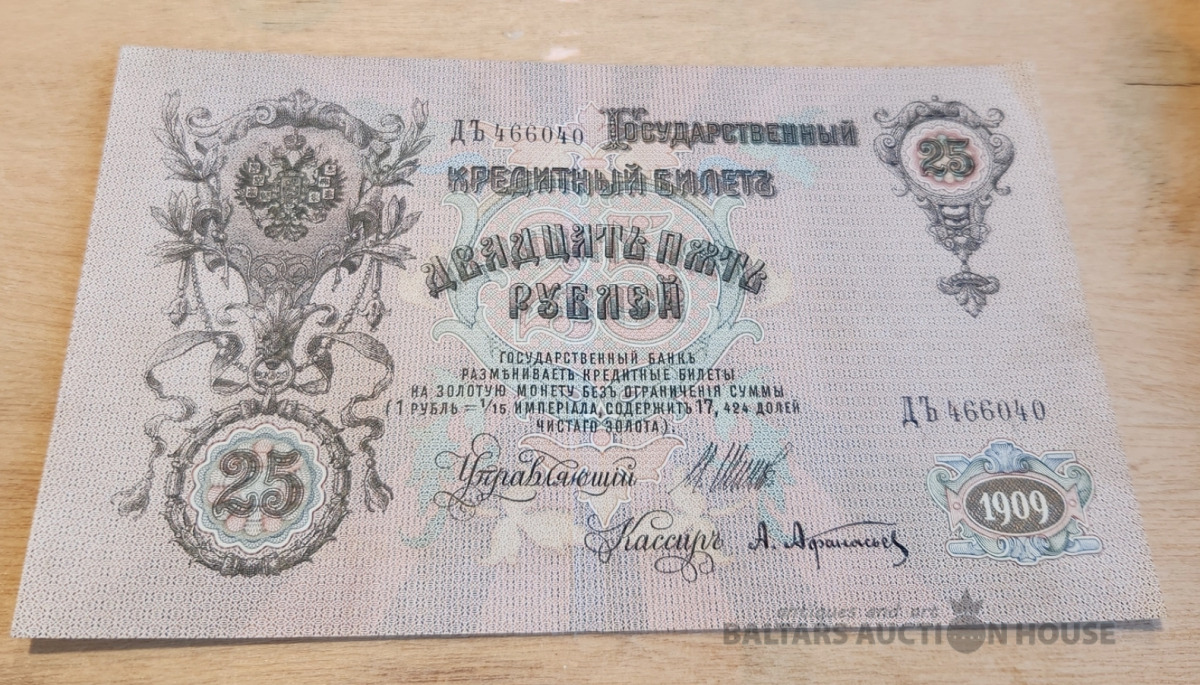 ДЪ 466040 Государственный
Кредитный Билетъ
25
Двадцать пять
рублей
ГОСУДАРСТВЕННЫЙ БАНКЪ
РАЗМѢНИВАЕТЪ КРЕДИТНЫЕ БИЛЕТЫ
НА ЗОЛОТУЮ МОНЕТУ БЕЗЪ ОГРАНИЧЕНІЯ СУММЫ
(1 РУБЛЬ = 1/15 ИМПЕРІАЛА, СОДЕРЖИТЪ 17,424 ДОЛЕЙ
ЧИСТАГО ЗОЛОТА).
ДЪ 466040
25
Управляющій
1909
Кассиръ А. Афанасьев
antiques and art
BALTARS AUCTION HOUSE